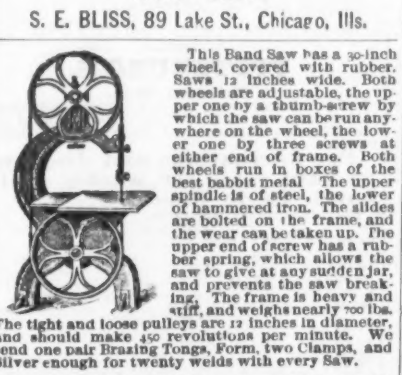 S. E. BLISS, 89 Lake St., Chicago, Ills.
This Band Saw has a 30-inch
wheel, covered with rubber.
Saws 12 inches wide. Both
wheels are adjustable, the up-
per one by a thumb-screw by
which the saw can be run any-
where on the wheel, the low-
er one by three screws at
either end of frame. Both
wheels run in boxes of the
best babbit metal The upper
spindle is of steel, the lower
of hammered iron. The slides
are bolted on the frame, and
the wear can be taken up. The
upper end of screw has a rub-
ber spring, which allows the
saw to give at any sudden jar,
and prevents the saw break-
ing. The frame is heavy and
stiff, and weighs nearly 700 lbs.
The tight and loose pulleys are 12 inches in diameter,
and should make 450 revolutions per minute. We
send one pair Brazing Tongs, Form, two Clamps, and
Silver enough for twenty welds with every Saw.